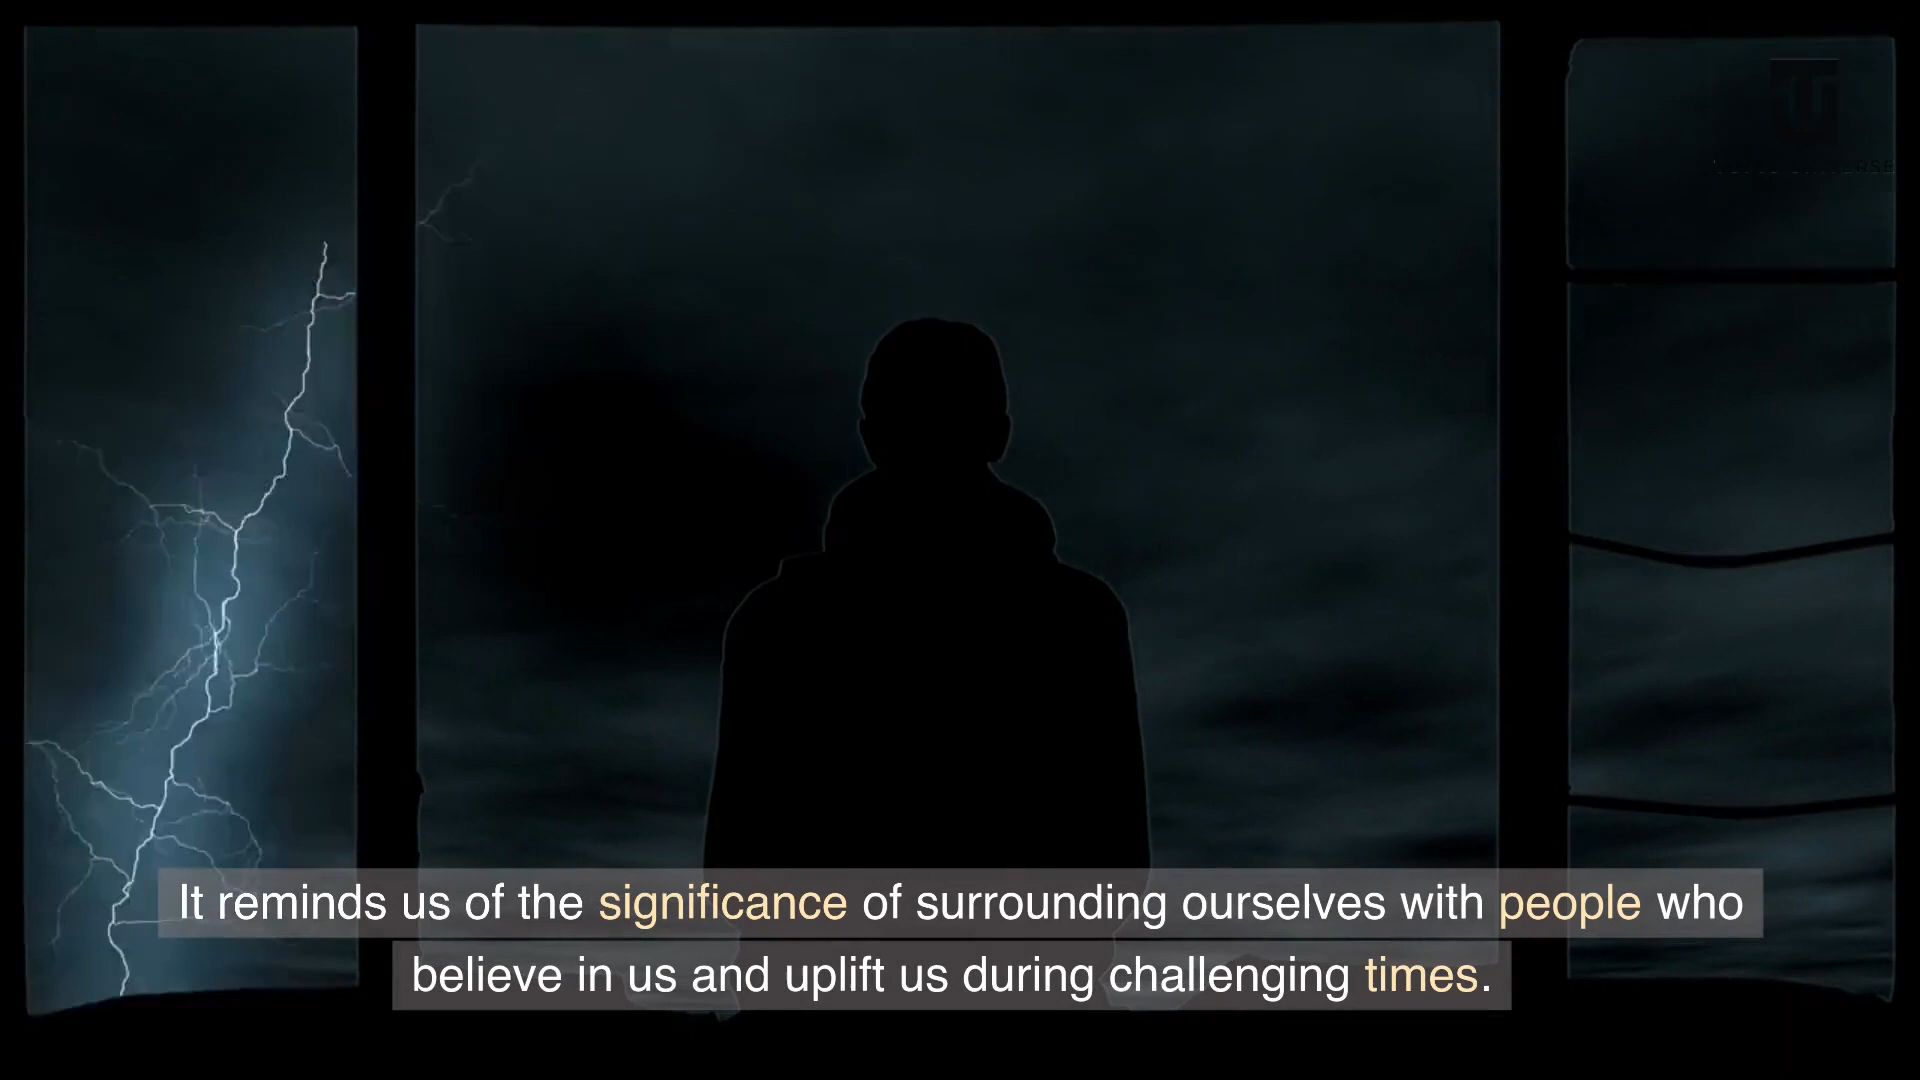 It reminds us of the significance of surrounding ourselves with people who
believe in us and uplift us during challenging times.